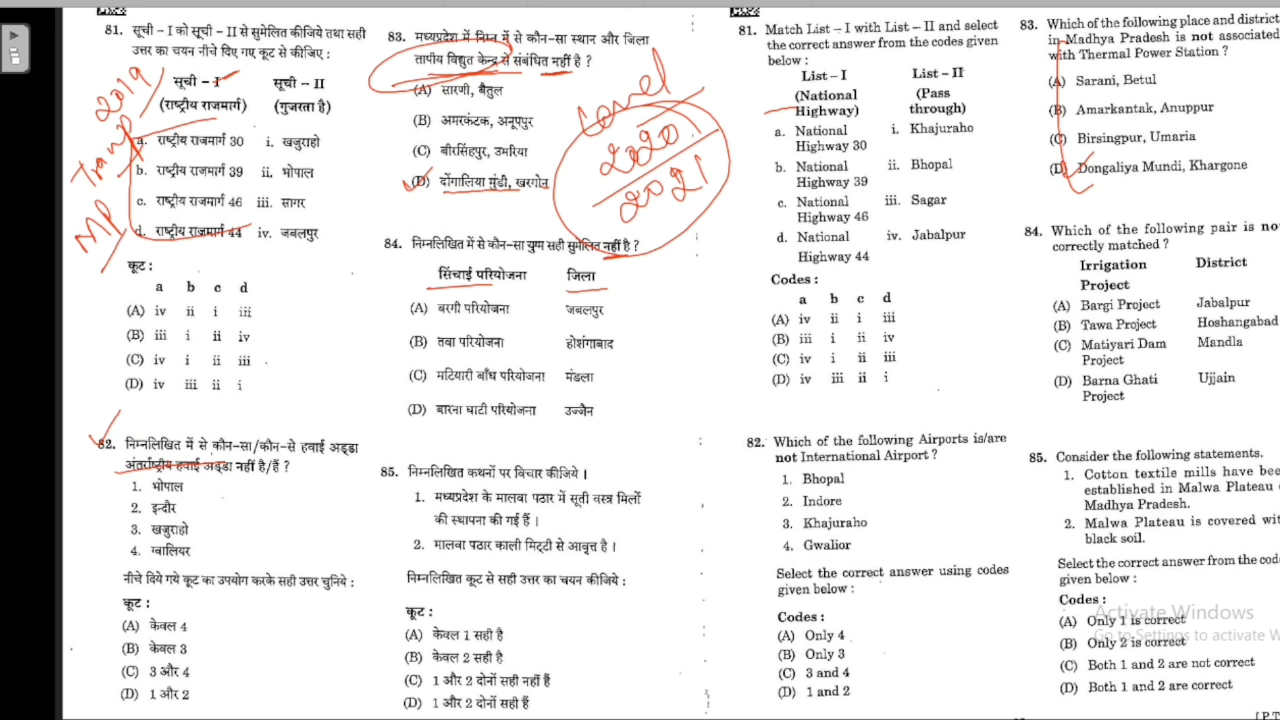 81. सूची – I को सूची – II से सुमेलित कीजिये तथा सही
उत्तर का चयन नीचे दिए गए कूट से कीजिए :
सूची – I सूची – II
(राष्ट्रीय राजमार्ग) (गुजरता है)
a. राष्ट्रीय राजमार्ग 30 i. खजुराहो
b. राष्ट्रीय राजमार्ग 39 ii. भोपाल
c. राष्ट्रीय राजमार्ग 46 iii. सागर
d. राष्ट्रीय राजमार्ग 44 iv. जबलपुर
कूट :
a b c d
(A) iv ii i iii
(B) iii i ii iv
(C) iv i ii iii
(D) iv iii ii i
82. निम्नलिखित में से कौन-सा/कौन-से हवाई अड्डा
अंतर्राष्ट्रीय हवाई अड्डा नहीं है/हैं ?
1. भोपाल
2. इन्दौर
3. खजुराहो
4. ग्वालियर
नीचे दिये गये कूट का उपयोग करके सही उत्तर चुनिये :
कूट :
(A) केवल 4
(B) केवल 3
(C) 3 और 4
(D) 1 और 2
MP
2019
83. मध्यप्रदेश में निम्न में से कौन-सा स्थान और जिला
तापीय विद्युत केन्द्र से संबंधित नहीं है ?
(A) सारणी, बैतुल
(B) अमरकंटक, अनूपपुर
(C) बीरसिंहपुर, उमरिया
(D) दोंगालिया मुंडी, खरगोन
2020
2021
84. निम्नलिखित में से कौन-सा युग्म सही सुमेलित नहीं है ?
सिंचाई परियोजना जिला
(A) बरगी परियोजना जबलपुर
(B) तवा परियोजना होशंगाबाद
(C) मटियारी बाँध परियोजना मंडला
(D) बारना घाटी परियोजना उज्जैन
85. निम्नलिखित कथनों पर विचार कीजिये ।
1. मध्यप्रदेश के मालवा पठार में सूती वस्त्र मिलों
की स्थापना की गई हैं ।
2. मालवा पठार काली मिट्टी से आवृत्त है ।
निम्नलिखित कूट से सही उत्तर का चयन कीजिये :
कूट :
(A) केवल 1 सही है
(B) केवल 2 सही है
(C) 1 और 2 दोनों सही नहीं हैं
(D) 1 और 2 दोनों सही हैं
81. Match List – I with List – II and select
the correct answer from the codes given
below :
List – I List – II
(National (Pass
Highway) through)
a. National i. Khajuraho
Highway 30
b. National ii. Bhopal
Highway 39
c. National iii. Sagar
Highway 46
d. National iv. Jabalpur
Highway 44
Codes :
a b c d
(A) iv ii i iii
(B) iii i ii iv
(C) iv i ii iii
(D) iv iii ii i
82. Which of the following Airports is/are
not International Airport ?
1. Bhopal
2. Indore
3. Khajuraho
4. Gwalior
Select the correct answer using codes
given below :
Codes :
(A) Only 4
(B) Only 3
(C) 3 and 4
(D) 1 and 2
83. Which of the following place and district
in Madhya Pradesh is not associated
with Thermal Power Station ?
(A) Sarani, Betul
(B) Amarkantak, Anuppur
(C) Birsingpur, Umaria
(D) Dongaliya Mundi, Khargone
84. Which of the following pair is no
correctly matched ?
Irrigation District
Project
(A) Bargi Project Jabalpur
(B) Tawa Project Hoshangabad
(C) Matiyari Dam Mandla
Project
(D) Barna Ghati Ujjain
Project
85. Consider the following statements.
1. Cotton textile mills have bee
established in Malwa Plateau
Madhya Pradesh.
2. Malwa Plateau is covered wit
black soil.
Select the correct answer from the cod
given below :
Codes :
(A) Only 1 is correct
(B) Only 2 is correct
(C) Both 1 and 2 are not correct
(D) Both 1 and 2 are correct
Activate Windows
Go to Settings to activate W
[P.T